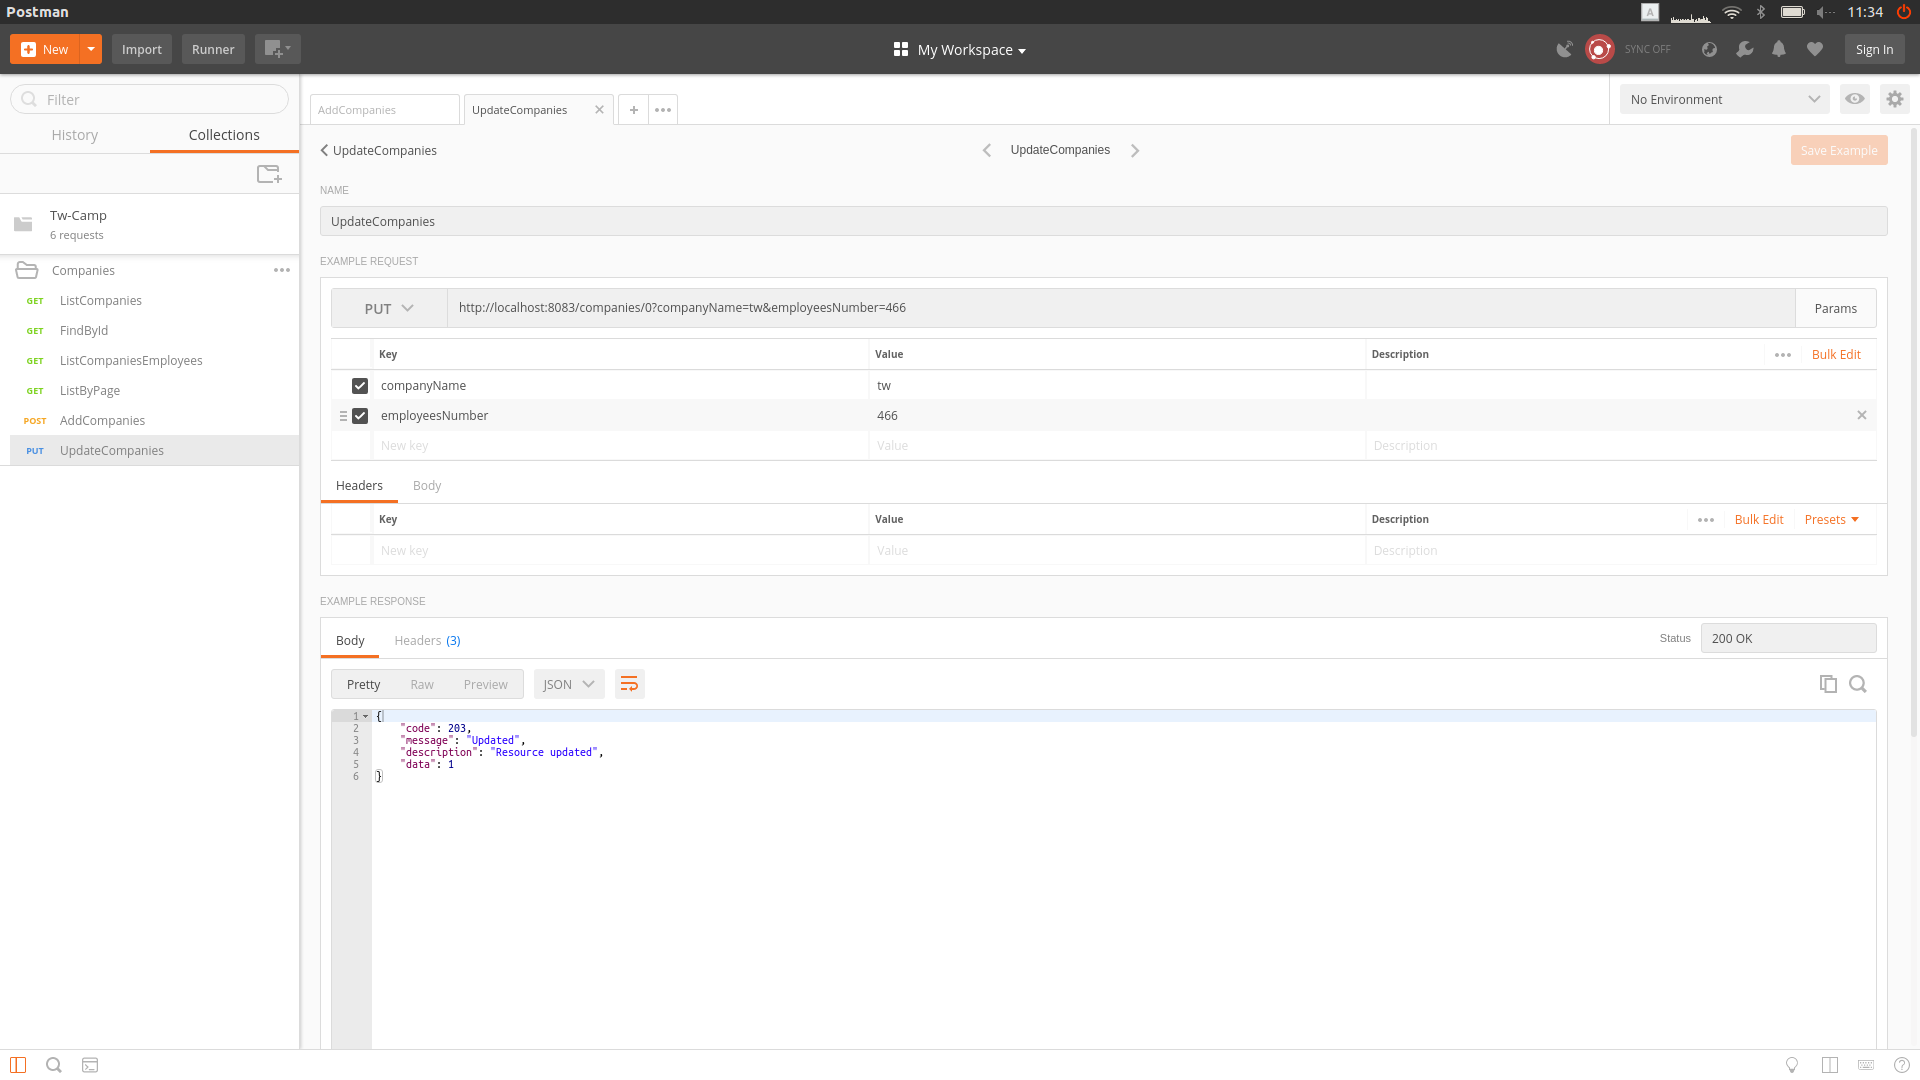 Postman
A
11:34
New
Import
Runner
My Workspace
SYNC OFF
Sign In
Filter
History
Collections
Tw-Camp
6 requests
Companies
GET ListCompanies
GET FindById
GET ListCompaniesEmployees
GET ListByPage
POST AddCompanies
PUT UpdateCompanies
AddCompanies
UpdateCompanies
No Environment
UpdateCompanies
UpdateCompanies
Save Example
NAME
UpdateCompanies
EXAMPLE REQUEST
PUT
http://localhost:8083/companies/0?companyName=tw&employeesNumber=466
Params
Key Value Description Bulk Edit
companyName tw
employeesNumber 466
New key Value Description
Headers Body
Key Value Description Bulk Edit Presets
New key Value Description
EXAMPLE RESPONSE
Body Headers (3)
Status 200 OK
Pretty Raw Preview JSON
1 {
2 "code": 203,
3 "message": "Updated",
4 "description": "Resource updated",
5 "data": 1
6 }